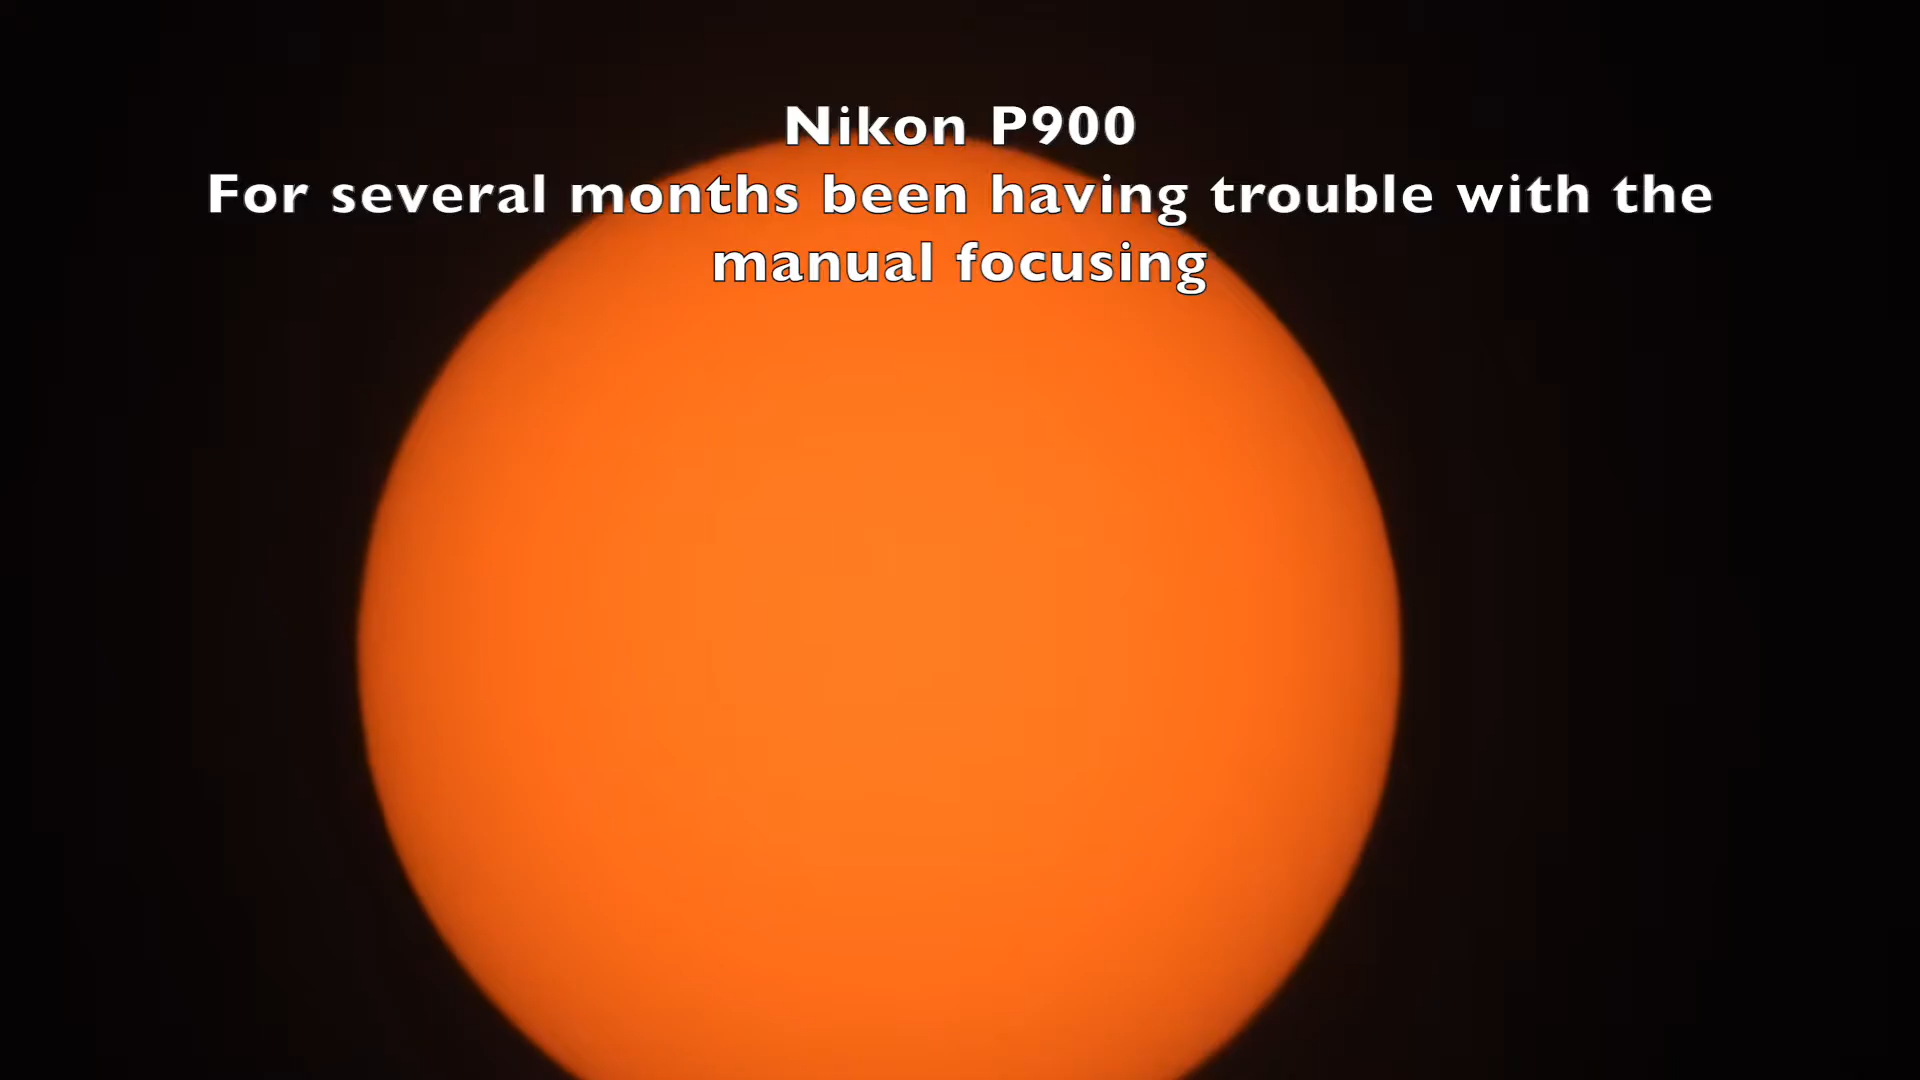 Nikon P900
For several months been having trouble with the
manual focusing